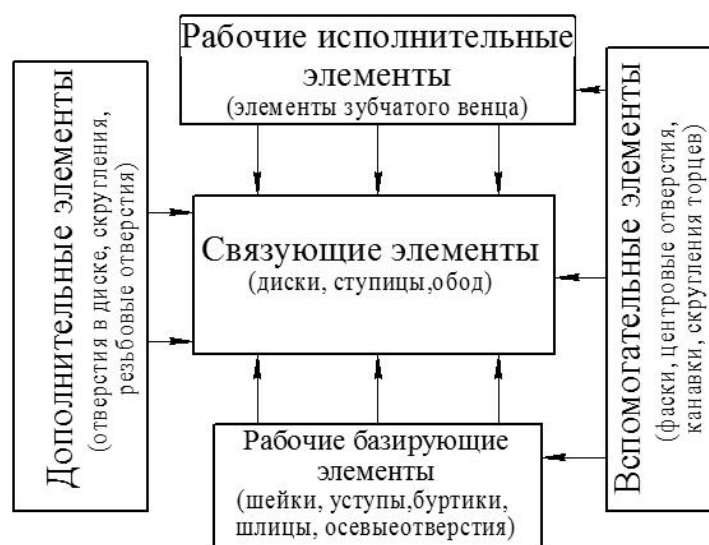 Рабочие исполнительные
элементы
(элементы зубчатого венца)
Дополнительные элементы
(отверстия в диске, скругления,
резьбовые отверстия)
Связующие элементы
(диски, ступицы,обод)
Вспомогательные элементы
(фаски, центровые отверстия,
канавки, скругления торцев)
Рабочие базирующие
элементы
(шейки, уступы,буртики,
шлицы, осевыеотверстия)